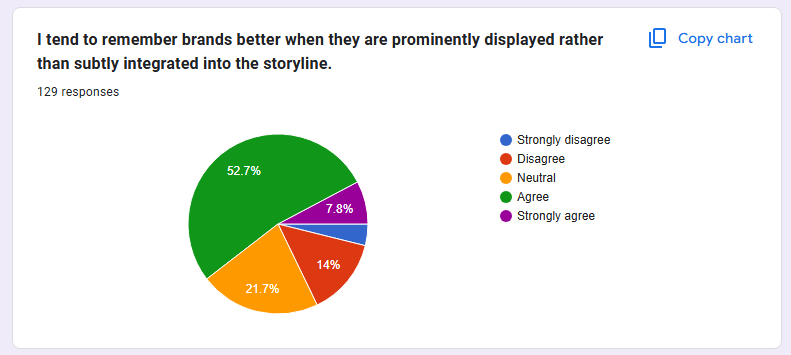 I tend to remember brands better when they are prominently displayed rather
than subtly integrated into the storyline.
Copy chart
129 responses
52.7%
7.8%
14%
21.7%
Strongly disagree
Disagree
Neutral
Agree
Strongly agree